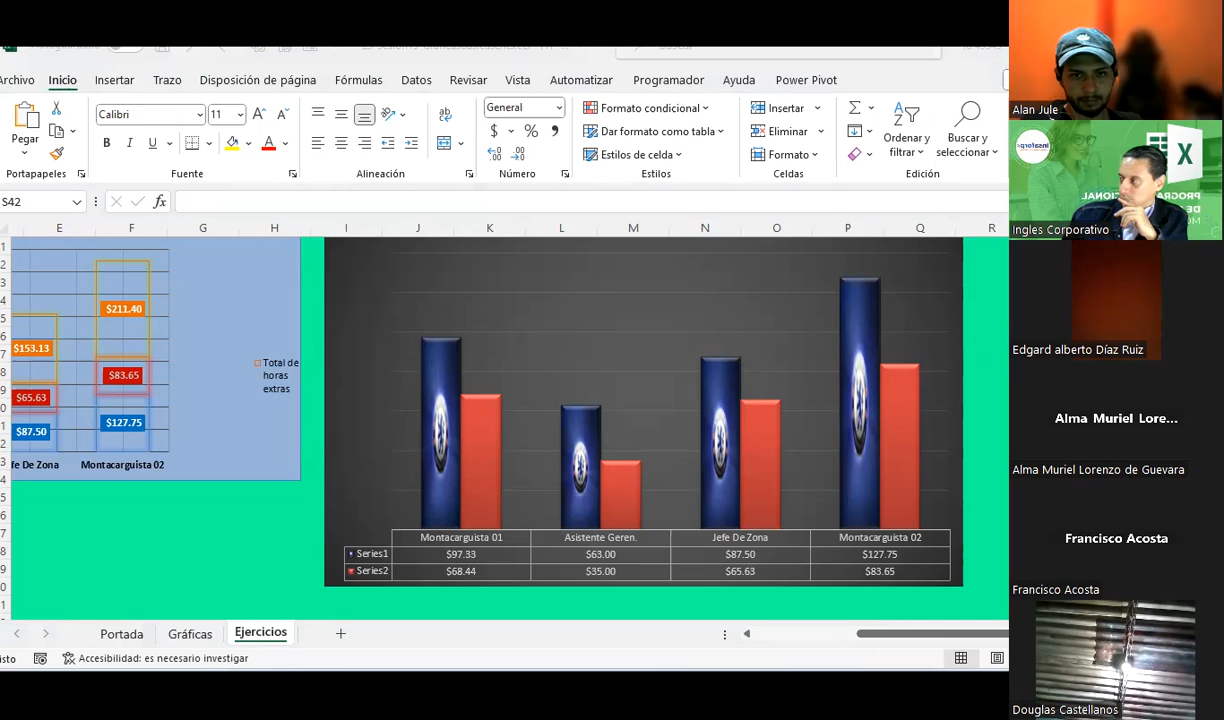 Archivo Inicio Insertar Trazo Disposición de página Fórmulas Datos Revisar Vista Automatizar Programador Ayuda Power Pivot
Pegar
Calibri 11
N K S
General
$ % ,
Formato condicional
Dar formato como tabla
Estilos de celda
Insertar
Eliminar
Formato
Ordenar y
filtrar
Buscar y
seleccionar
Portapapeles Fuente Alineación Número Estilos Celdas Edición
S42 fx
E F G H I J K L M N O P Q R
$211.40
$153.13
$83.65
$65.63
$127.75
$87.50
fe De Zona Montacarguista 02
Total de
horas
extras
Montacarguista 01 Asistente Geren. Jefe De Zona Montacarguista 02
Series1 $97.33 $63.00 $87.50 $127.75
Series2 $68.44 $35.00 $65.63 $83.65
Portada Gráficas Ejercicios
Accesibilidad: es necesario investigar
Alan Jule
X
Ingles Corporativo
Edgard alberto Díaz Ruiz
Alma Muriel Lore...
Alma Muriel Lorenzo de Guevara
Francisco Acosta
Francisco Acosta
Douglas Castellanos